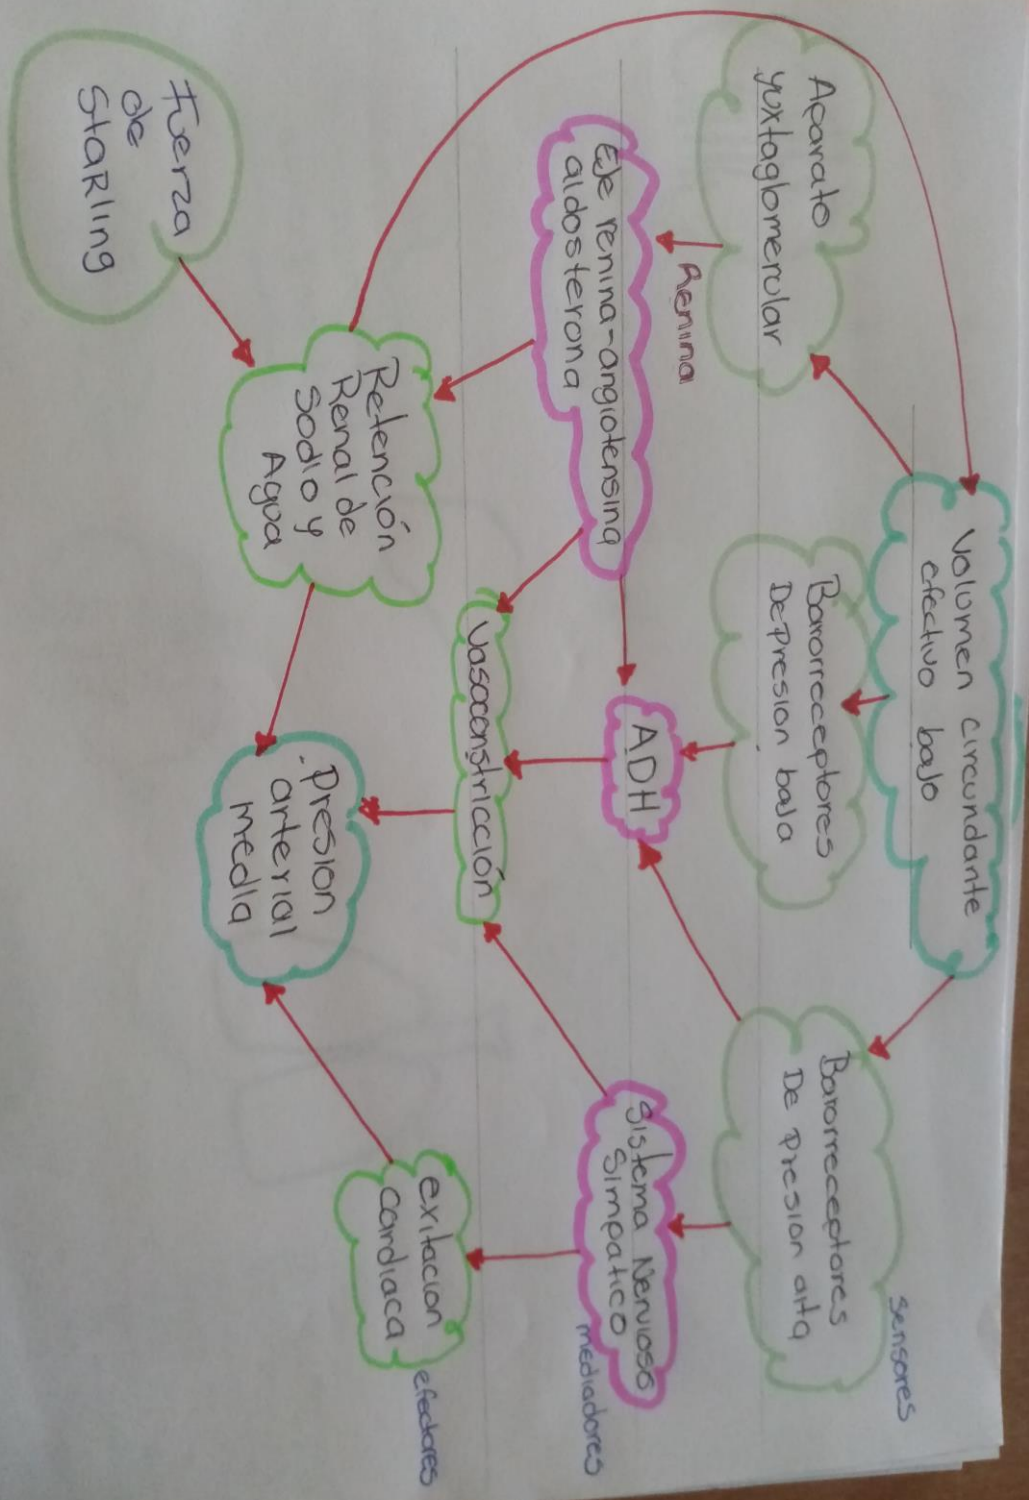 Volumen circundante
efectivo bajo
sensores
Aparato
yuxtaglomerular
Barorreceptores
DePresion baja
Barorreceptores
De Presion alta
Renina
Eje renina-angiotensina
aldosterona
ADH
Sistema Nervioso
Simpatico
mediadores
Vasoconstricción
Retención
Renal de
Sodio y
Agua
exitacion
cardiaca
efectores
Presion
arterial
media
Fuerza
de
StaRling